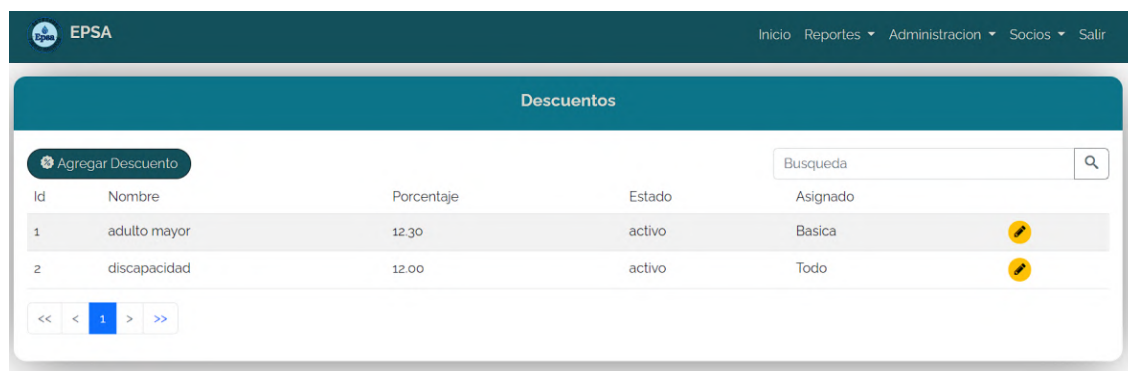 Epsa EPSA Inicio Reportes Administracion Socios Salir
Descuentos
Agregar Descuento Busqueda
Id Nombre Porcentaje Estado Asignado
1 adulto mayor 12.30 activo Basica
2 discapacidad 12.00 activo Todo
<< < 1 > >>